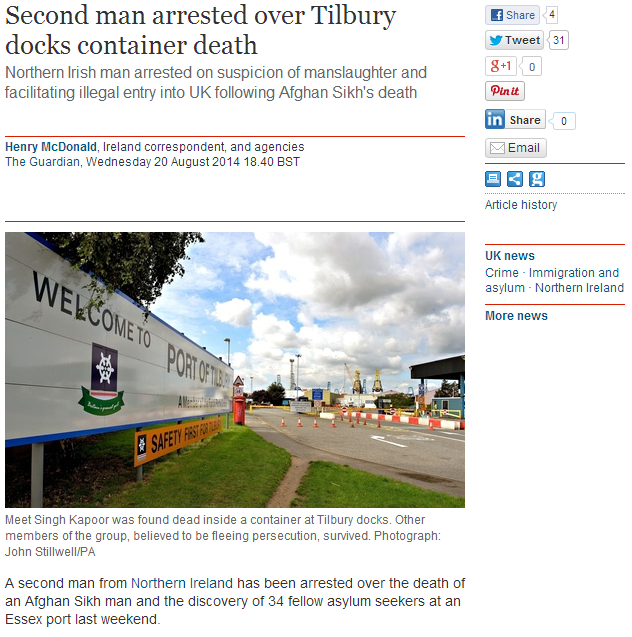 Second man arrested over Tilbury
docks container death
Northern Irish man arrested on suspicion of manslaughter and
facilitating illegal entry into UK following Afghan Sikh's death
Henry McDonald, Ireland correspondent, and agencies
The Guardian, Wednesday 20 August 2014 18.40 BST
WELCOME TO
PORT OF TILBURY
SAFETY FIRST FOR TILBURY
Meet Singh Kapoor was found dead inside a container at Tilbury docks. Other
members of the group, believed to be fleeing persecution, survived. Photograph:
John Stillwell/PA
A second man from Northern Ireland has been arrested over the death of
an Afghan Sikh man and the discovery of 34 fellow asylum seekers at an
Essex port last weekend.
Share 4
Tweet 31
g+1 0
Pin it
in Share 0
Email
Article history
UK news
Crime · Immigration and
asylum · Northern Ireland
More news